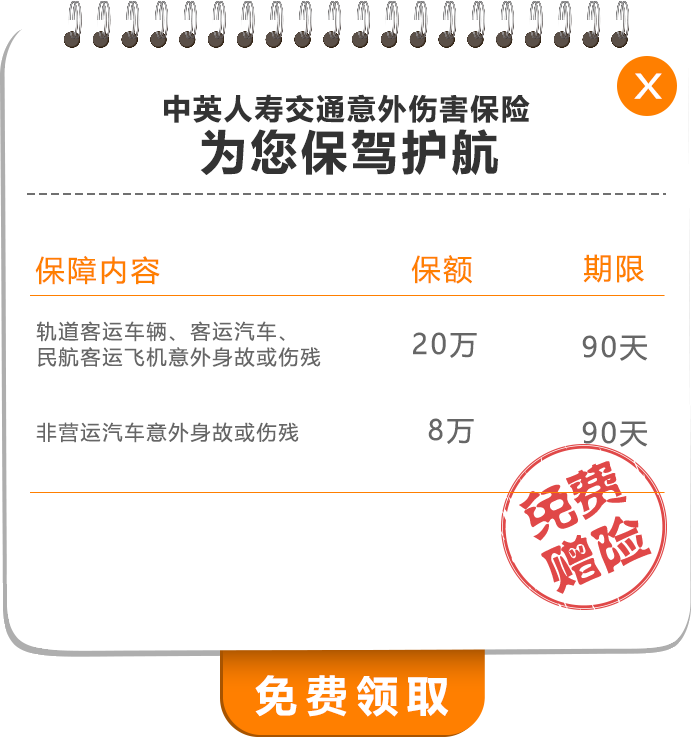 X
中英人寿交通意外伤害保险
为您保驾护航
保障内容 保额 期限
轨道客运车辆、客运汽车、
民航客运飞机意外身故或伤残 20万 90天
非营运汽车意外身故或伤残 8万 90天
免费
赠险
免费领取